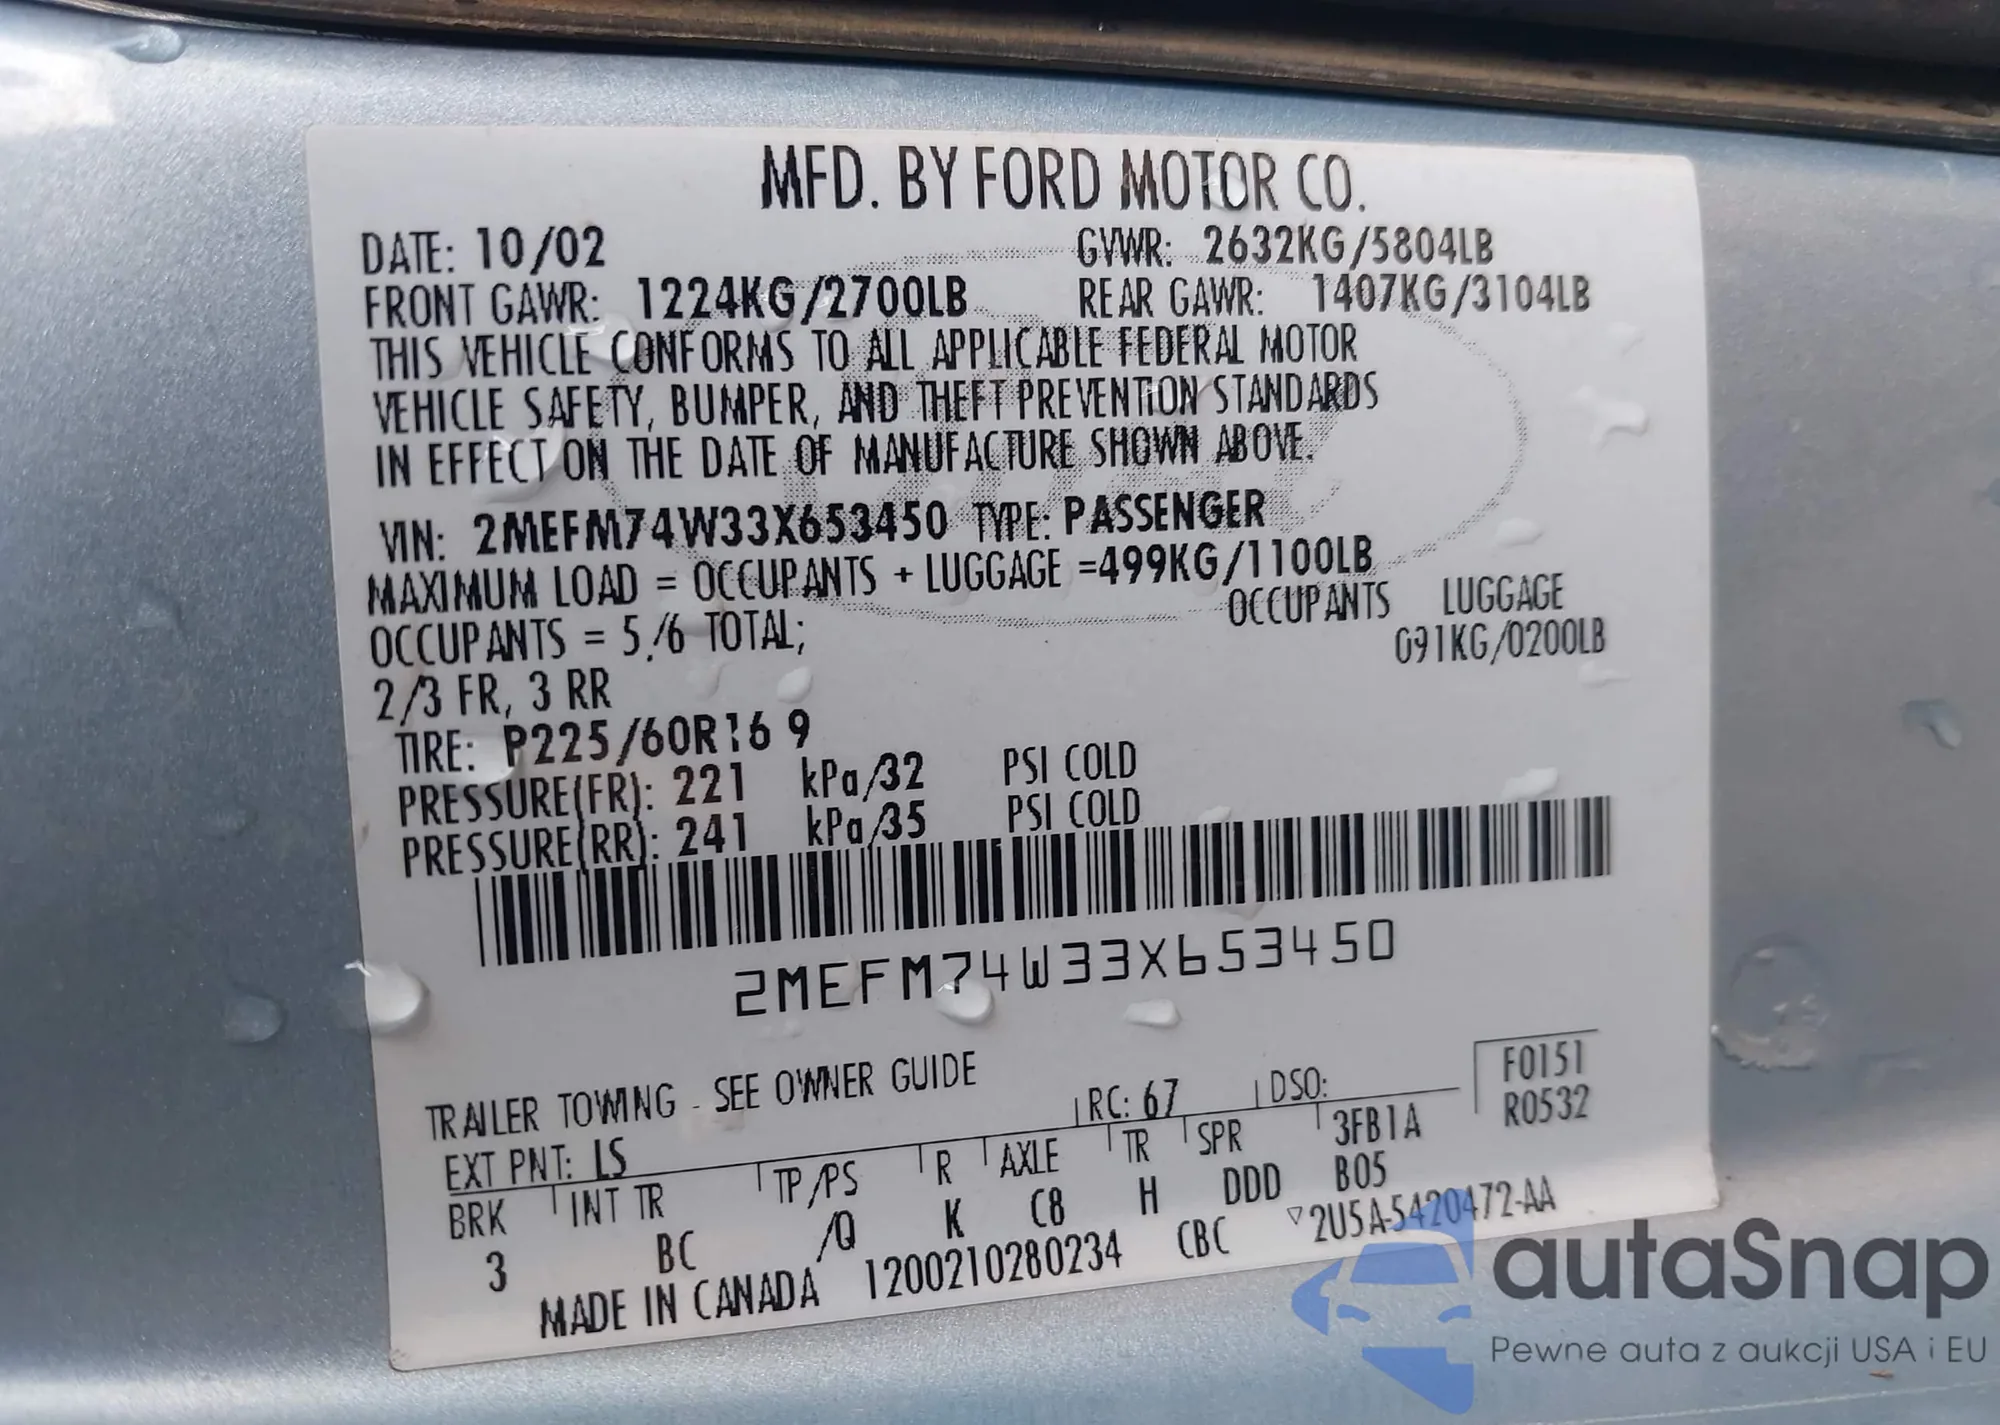 MFD. BY FORD MOTOR CO.
DATE: 10/02 GVWR: 2632KG/5804LB
FRONT GAWR: 1224KG/2700LB REAR GAWR: 1407KG/3104LB
THIS VEHICLE CONFORMS TO ALL APPLICABLE FEDERAL MOTOR
VEHICLE SAFETY, BUMPER, AND THEFT PREVENTION STANDARDS
IN EFFECT ON THE DATE OF MANUFACTURE SHOWN ABOVE.
VIN: 2MEFM74W33X653450 TYPE: PASSENGER
MAXIMUM LOAD = OCCUPANTS + LUGGAGE =499KG/1100LB
OCCUPANTS LUGGAGE
OCCUPANTS = 5/6 TOTAL; 091KG/0200LB
2/3 FR, 3 RR
TIRE: P225/60R16 9
PRESSURE(FR): 221 kPa/32 PSI COLD
PRESSURE(RR): 241 kPa/35 PSI COLD
2MEFM74W33X653450
TRAILER TOWING - SEE OWNER GUIDE
F0151
R0532
EXT PNT: LS RC: 67 DSO:
BRK INT TR TP/PS R AXLE TR SPR 3FB1A
3 BC /Q K C8 H DDD B05
MADE IN CANADA 1200210280234 CBC ▽2U5A-5420472-AA
autaSnap
Pewne auta z aukcji USA i EU